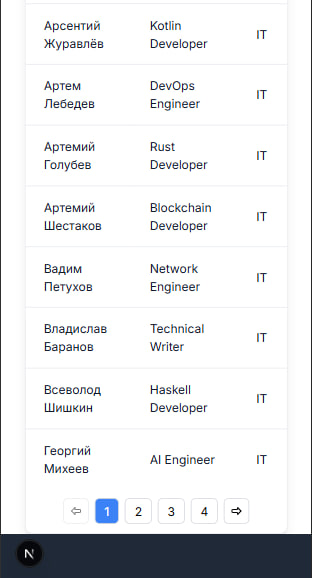 Арсентий Kotlin
Журавлёв Developer IT
Артем DevOps
Лебедев Engineer IT
Артемий Rust
Голубев Developer IT
Артемий Blockchain
Шестаков Developer IT
Вадим Network
Петухов Engineer IT
Владислав Technical
Баранов Writer IT
Всеволод Haskell
Шишкин Developer IT
Георгий
Михеев AI Engineer IT
⇦ 1 2 3 4 ⇨
N